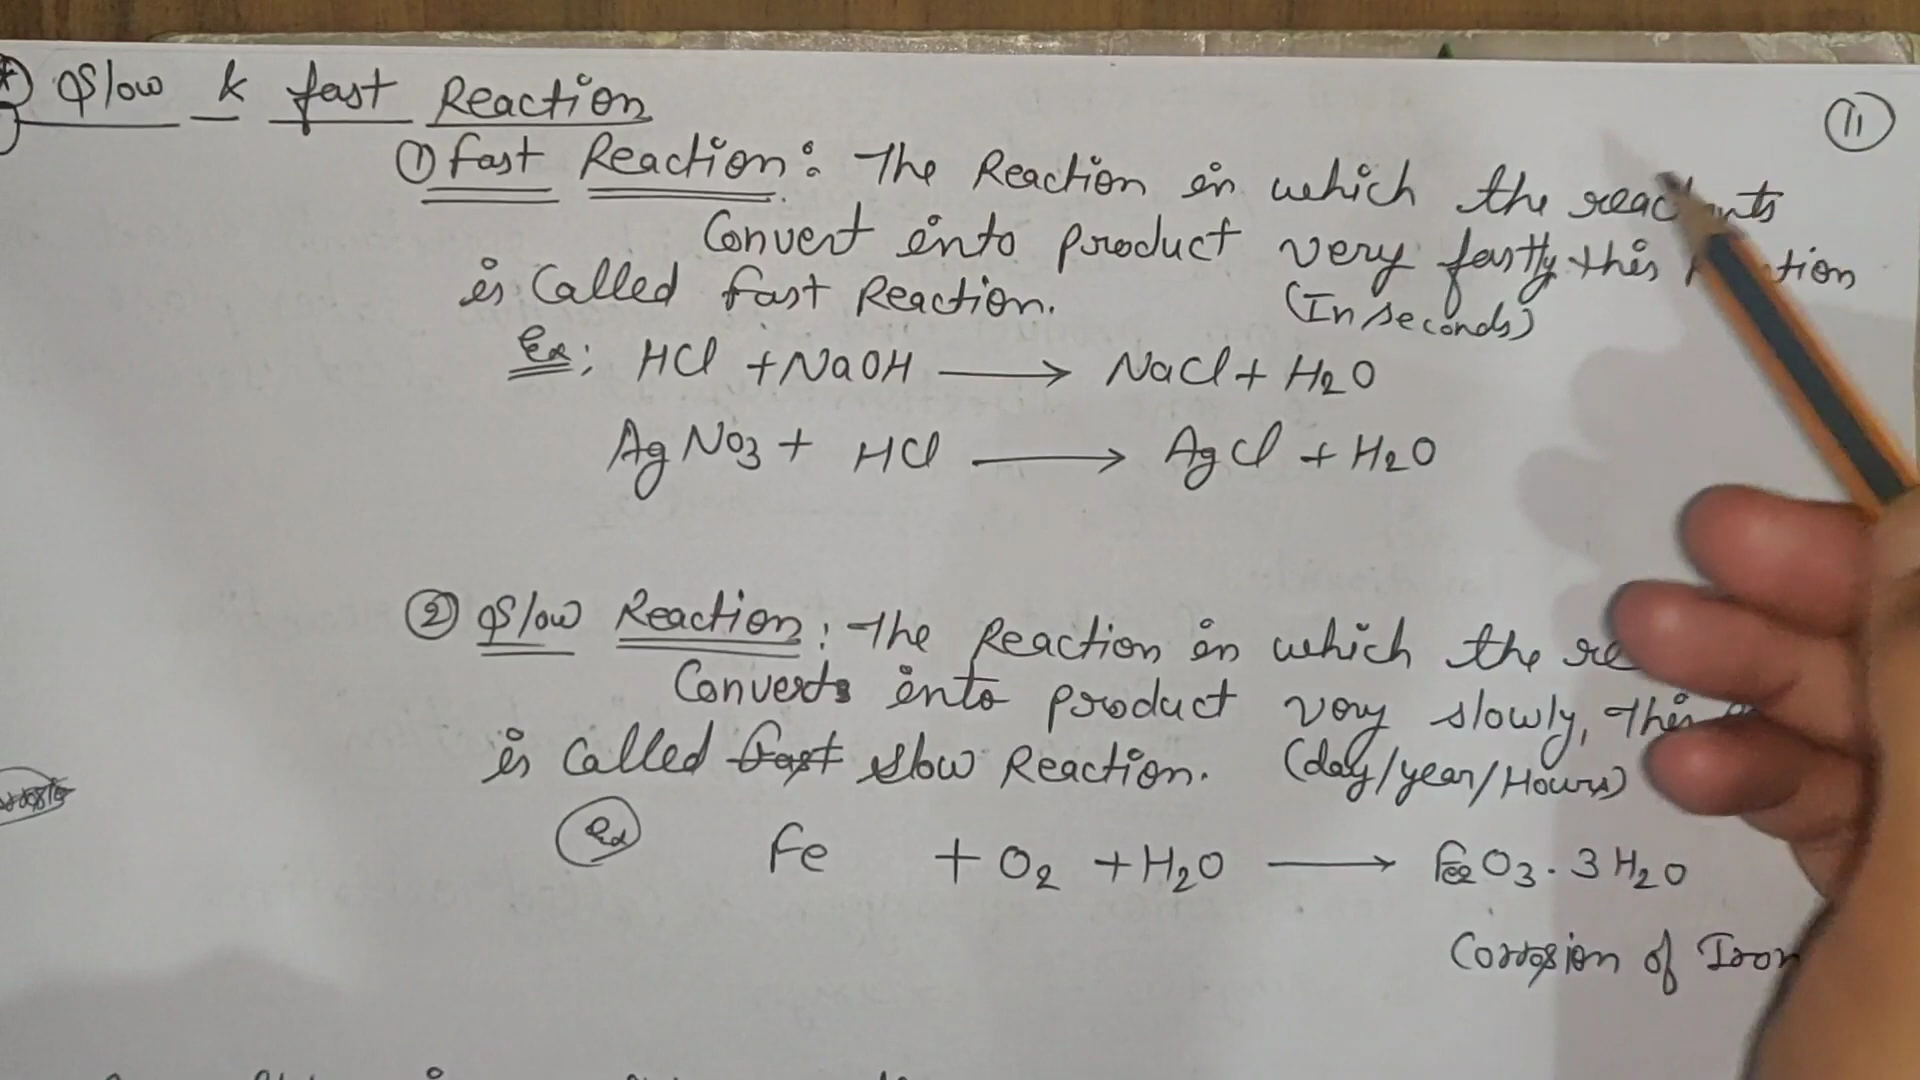 Slow & fast Reaction
11
① fast Reaction: The Reaction in which the reactants
Convert into product very fastly this
is Called fast Reaction. (In seconds)
Ex: HCl + NaOH ⟶ NaCl + H2O
AgNO3 + HCl ⟶ AgCl + H2O
② Slow Reaction: The Reaction in which the
Converts into product very slowly, this
is Called fast slow Reaction. (day/year/Hours)
Ex Fe + O2 + H2O ⟶ Fe2O3. 3H2O
Corrosion of Iron